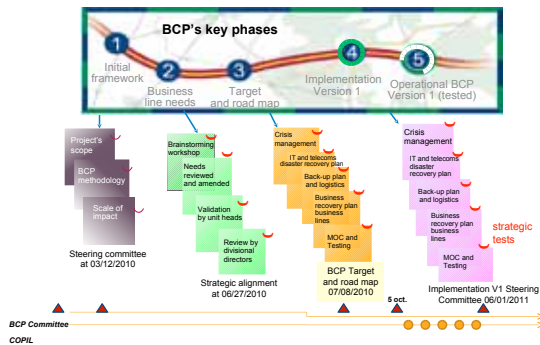 BCP's key phases
1
Initial
framework
2
Business
line needs
3
Target
and road map
4
Implementation
Version 1
5
Operational BCP
Version 1 (tested)
Project's
scope
BCP
methodology
Scale of
impact
Steering committee
at 03/12/2010
Brainstorming
workshop
Needs
reviewed
and amended
Validation
by unit heads
Review by
divisional
directors
Strategic alignment
at 06/27/2010
Crisis
management
IT and telecoms
disaster recovery plan
Back-up plan
and logistics
Business
recovery plan
business
lines
MOC and
Testing
BCP Target
and road map
07/08/2010
Crisis
management
IT and telecoms
disaster
recovery plan
Back-up plan
and logistics
Business
recovery plan
business
lines
MOC and
Testing
strategic
tests
Implementation V1 Steering
Committee 06/01/2011
5 oct.
BCP Committee
COPIL